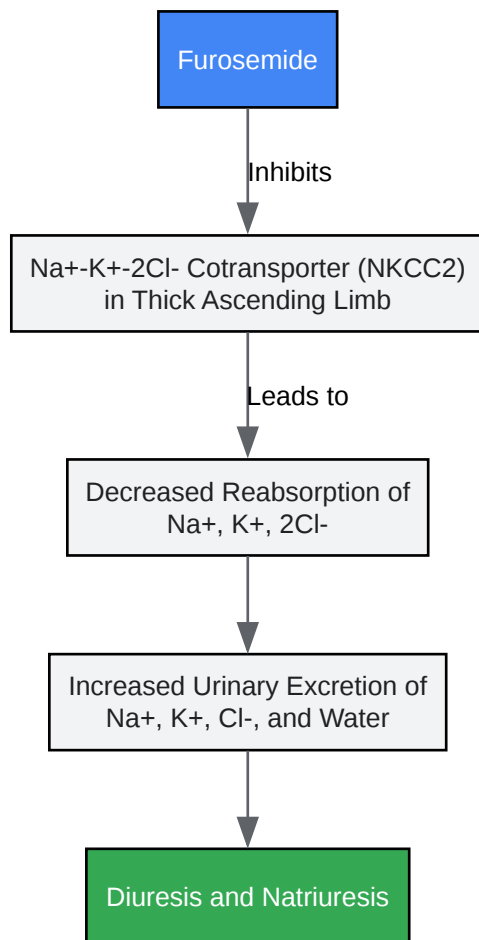 Furosemide
Inhibits
Na+-K+-2Cl- Cotransporter (NKCC2)
in Thick Ascending Limb
Leads to
Decreased Reabsorption of
Na+, K+, 2Cl-
Increased Urinary Excretion of
Na+, K+, Cl-, and Water
Diuresis and Natriuresis